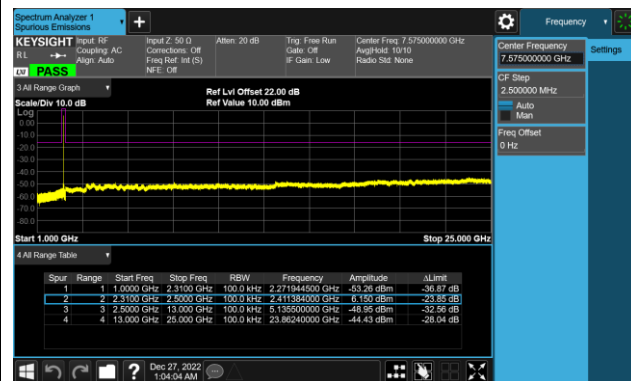 Spectrum Analyzer 1
Spurious Emissions
Frequency
KEYSIGHT Input: RF
Coupling: AC
Align: Auto
RL
PASS
Input Z: 50 Ω
Corrections: Off
Freq Ref: Int (S)
NFE: Off
Atten: 20 dB
Trig: Free Run
Gate: Off
IF Gain: Low
Center Freq: 7.575000000 GHz
Avg|Hold: 10/10
Radio Std: None
Center Frequency
7.575000000 GHz
Settings
CF Step
2.500000 MHz
Auto
Man
Freq Offset
0 Hz
3 All Range Graph
Scale/Div 10.0 dB
Ref Lvl Offset 22.00 dB
Ref Value 10.00 dBm
Log
0.00
-10.0
-20.0
-30.0
-40.0
-50.0
-60.0
-70.0
-80.0
Start 1.000 GHz
Stop 25.000 GHz
4 All Range Table
Spur Range Start Freq Stop Freq RBW Frequency Amplitude ΔLimit
1 1 1.0000 GHz 2.3100 GHz 100.0 kHz 2.271944500 GHz -53.26 dBm -36.87 dB
2 2 2.3100 GHz 2.5000 GHz 100.0 kHz 2.411384000 GHz 6.150 dBm -23.85 dB
3 3 2.5000 GHz 13.000 GHz 100.0 kHz 5.135500000 GHz -48.95 dBm -32.56 dB
4 4 13.000 GHz 25.000 GHz 100.0 kHz 23.86240000 GHz -44.43 dBm -28.04 dB
Dec 27, 2022
1:04:04 AM